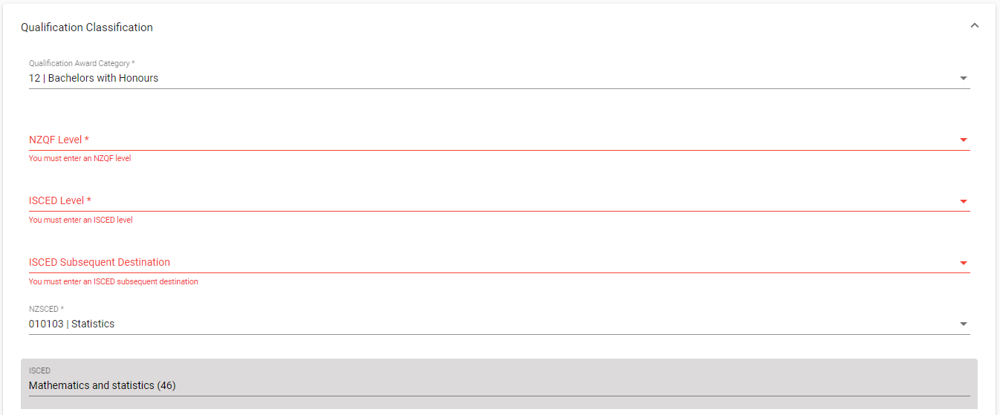 Qualification Classification
Qualification Award Category *
12 | Bachelors with Honours
NZQF Level *
You must enter an NZQF level
ISCED Level *
You must enter an ISCED level
ISCED Subsequent Destination
You must enter an ISCED subsequent destination
NZSCED *
010103 | Statistics
ISCED
Mathematics and statistics (46)